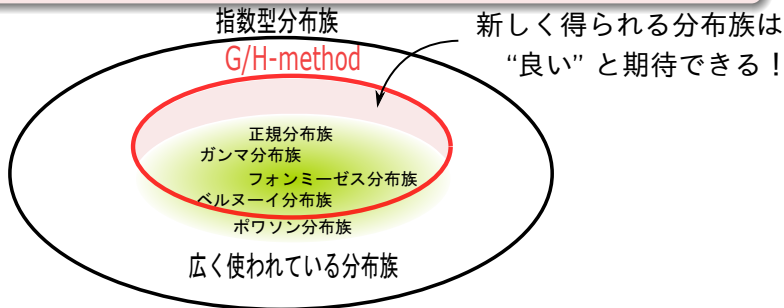 指数型分布族
新しく得られる分布族は
“良い” と期待できる！
G/H-method
正規分布族
ガンマ分布族
フォンミーゼス分布族
ベルヌーイ分布族
ポワソン分布族
広く使われている分布族